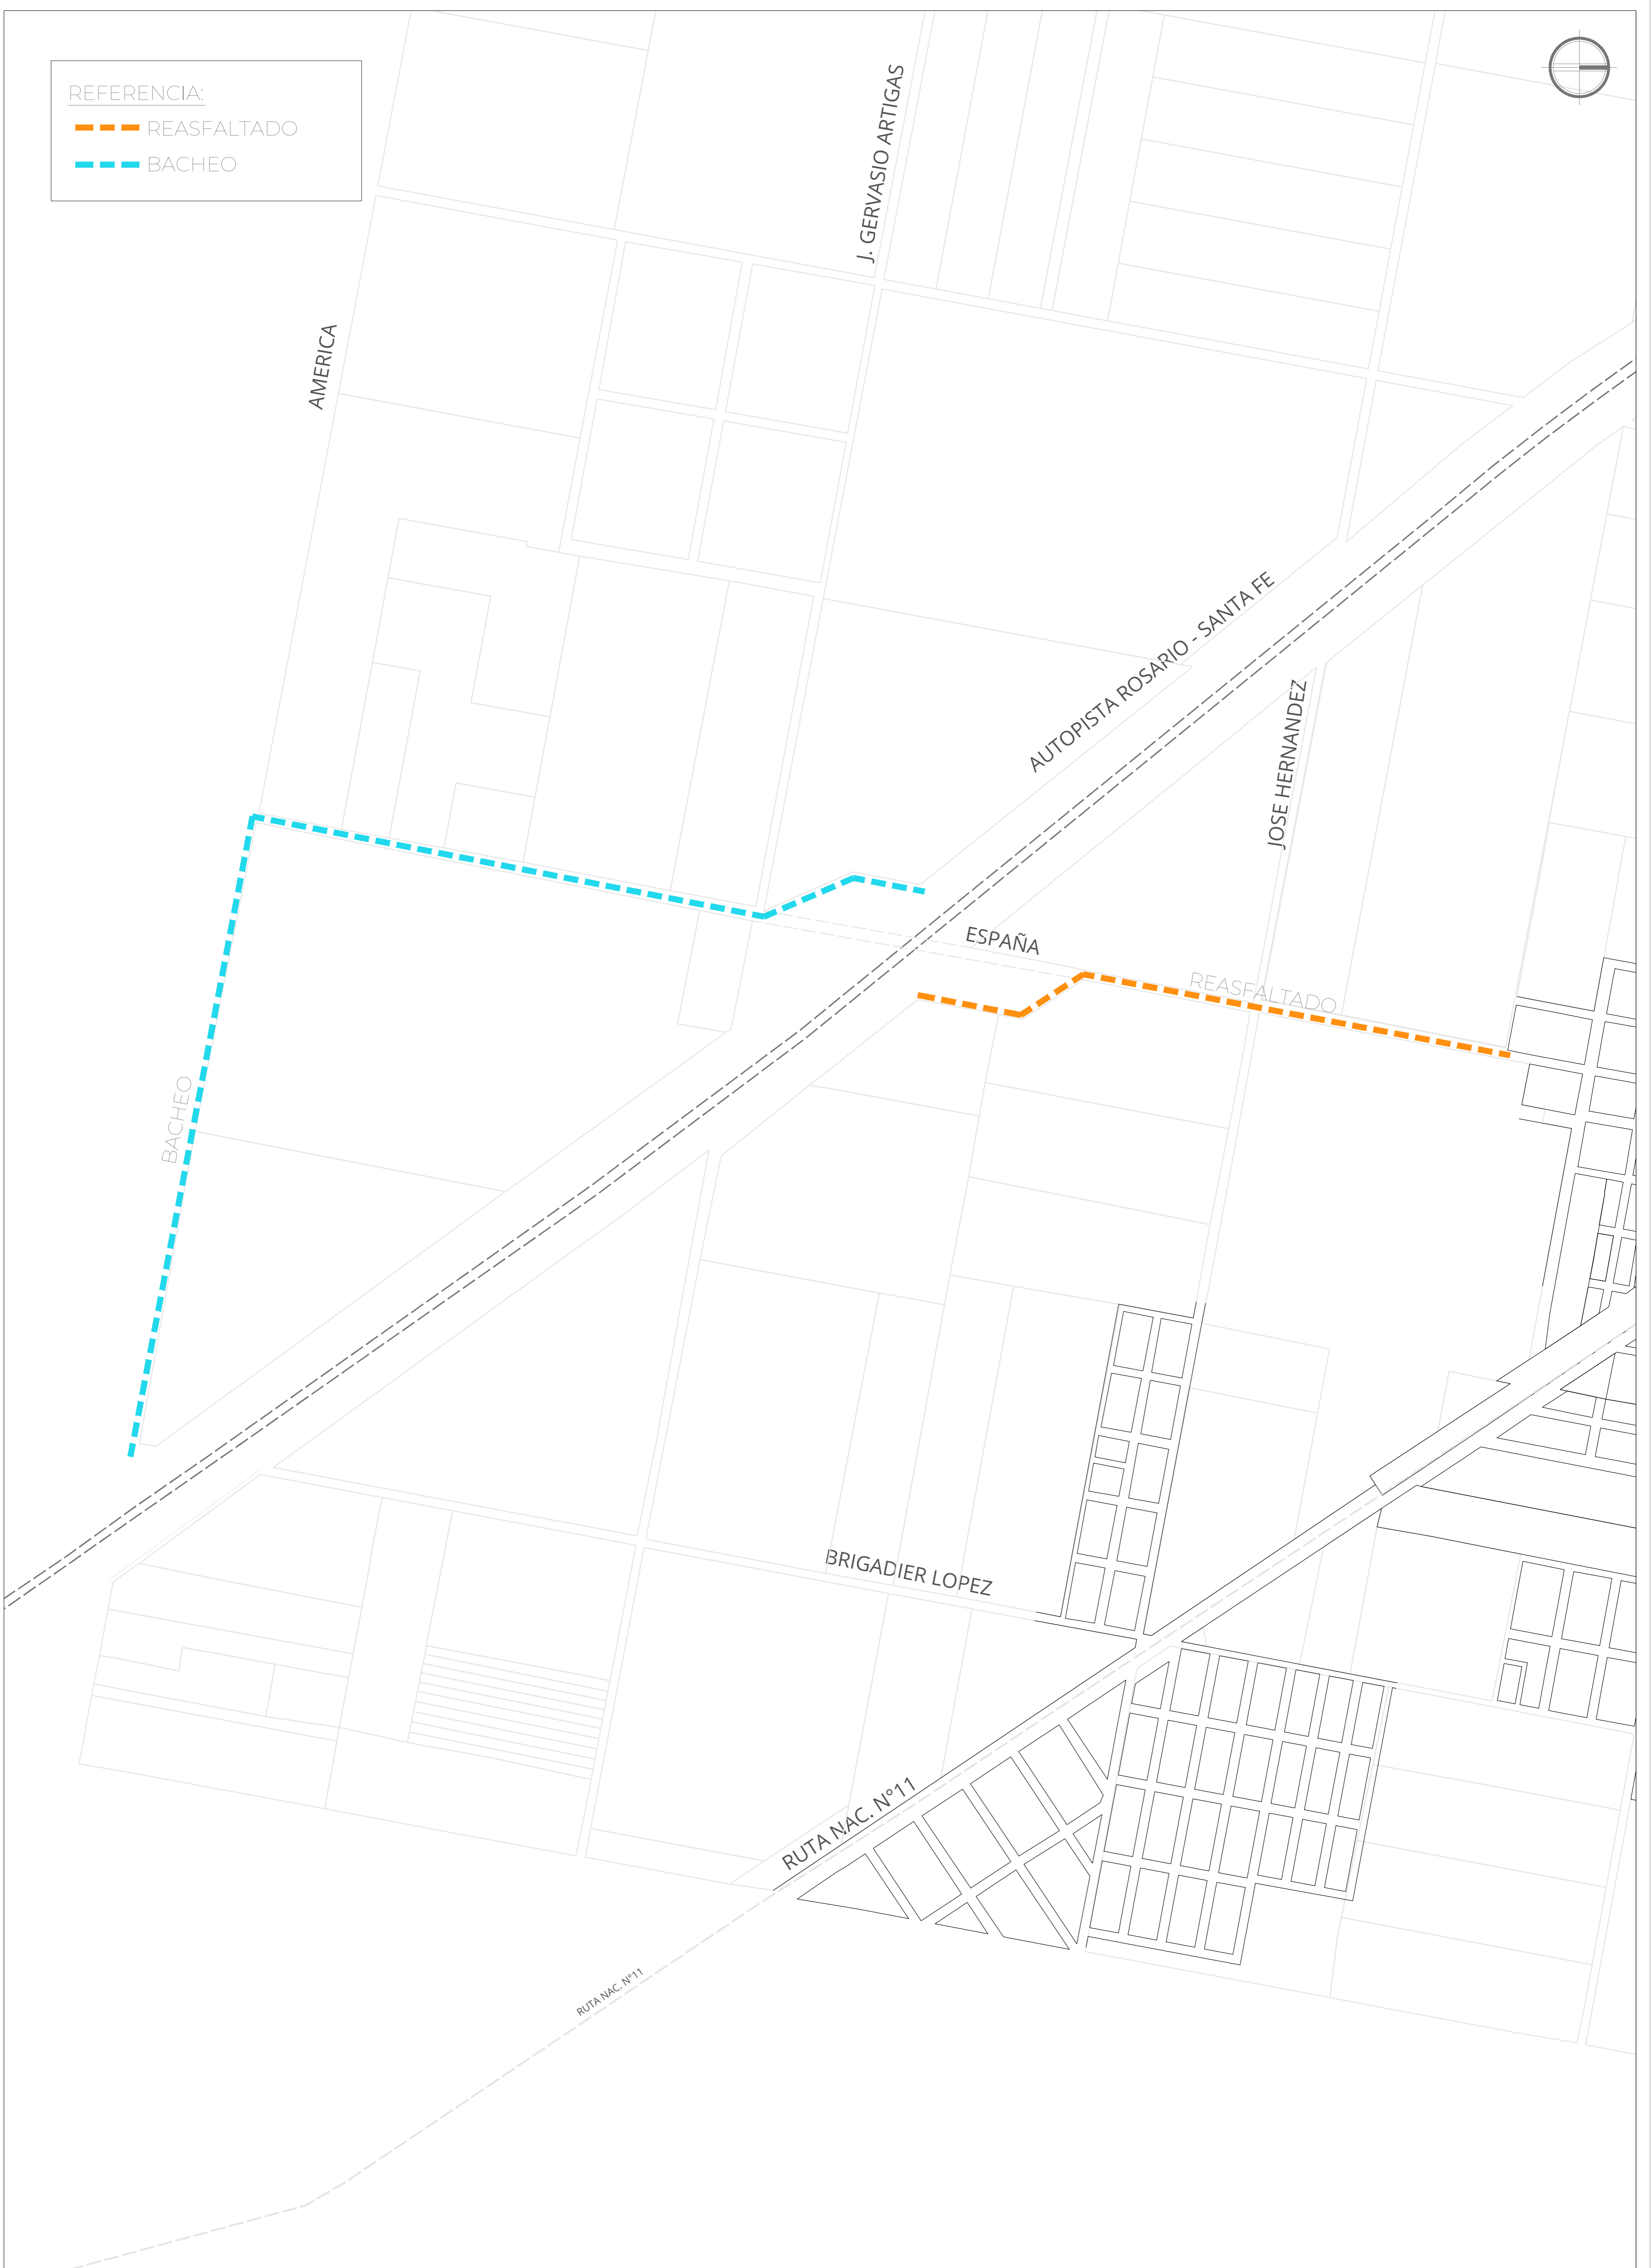 REFERENCIA:
REASFALTADO
BACHEO
J. GERVASIO ARTIGAS
AMERICA
AUTOPISTA ROSARIO - SANTA FE
JOSE HERNANDEZ
ESPAÑA
REASFALTADO
BACHEO
BRIGADIER LOPEZ
RUTA NAC. N°11
RUTA NAC. N°11